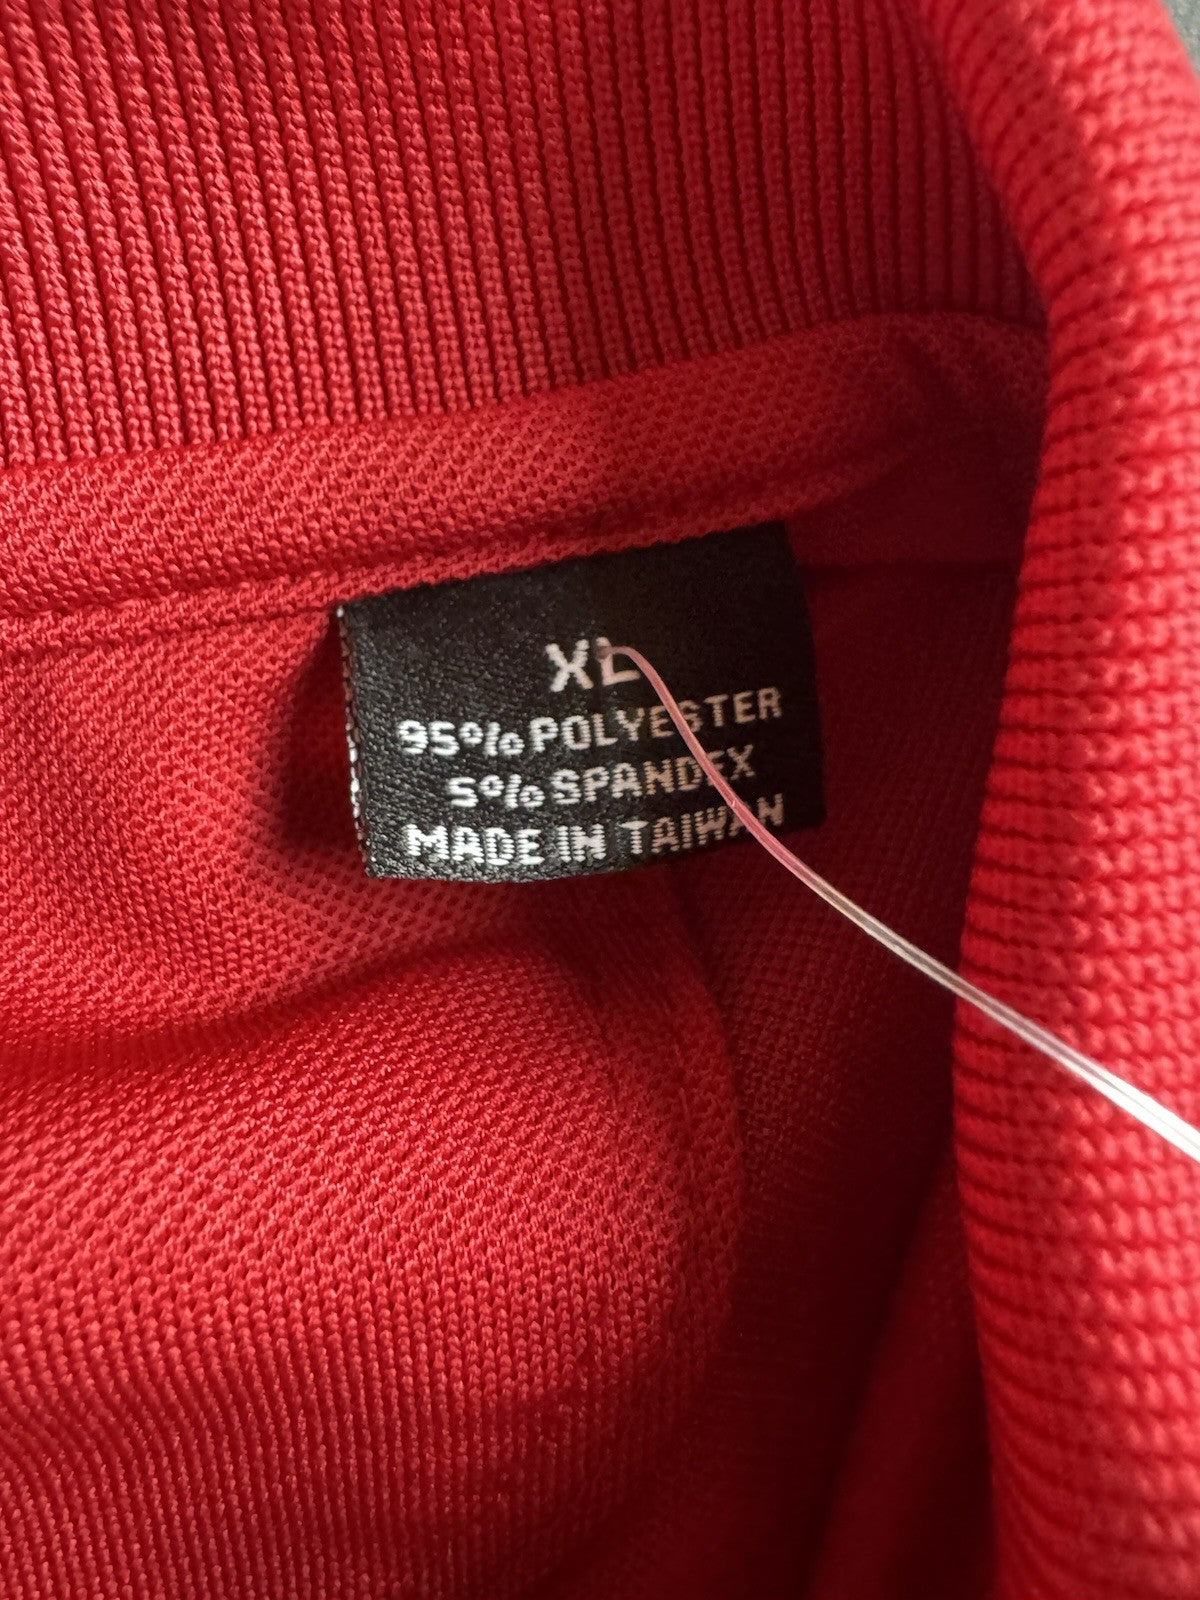 XL
95% POLYESTER
5% SPANDEX
MADE IN TAIWAN